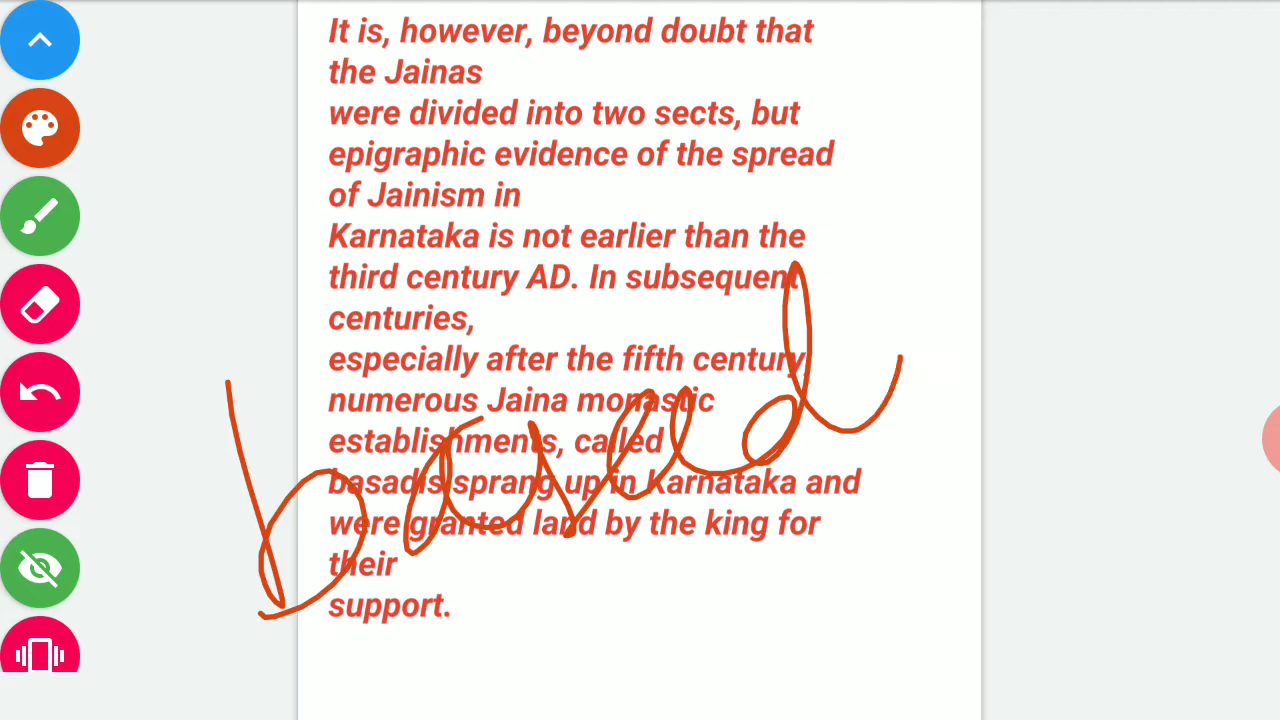 It is, however, beyond doubt that
the Jainas
were divided into two sects, but
epigraphic evidence of the spread
of Jainism in
Karnataka is not earlier than the
third century AD. In subsequent
centuries,
especially after the fifth century,
numerous Jaina monastic
establishments, called
basadis sprang up in Karnataka and
were granted land by the king for
their
support.
basad